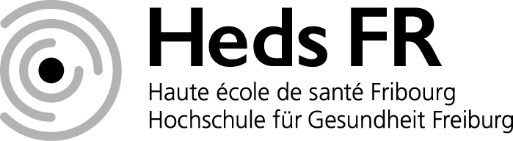 Heds FR
Haute école de santé Fribourg
Hochschule für Gesundheit Freiburg